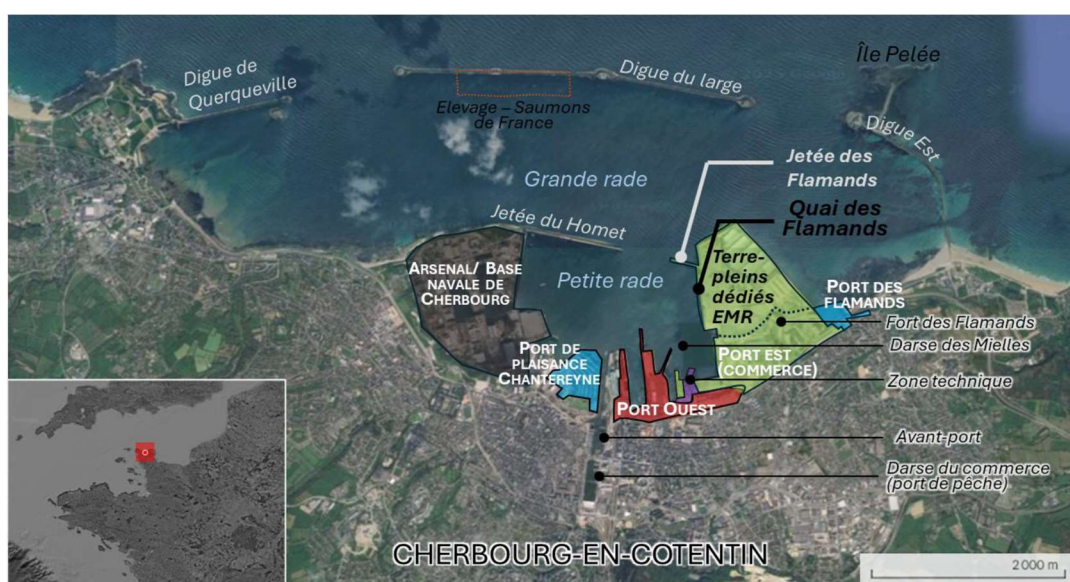 Île Pelée
Digue de
Querqueville
Digue du large
Elevage – Saumons
de France
Digue Est
Jetée des
Flamands
Grande rade
Quai des
Flamands
Jetée du Homet
ARSENAL/ BASE
NAVALE DE
CHERBOURG
Petite rade
Terre-
pleins
dédiés
EMR
PORT DES
FLAMANDS
Fort des Flamands
Darse des Mielles
PORT DE
PLAISANCE
CHANTEREYNE
PORT EST
(COMMERCE)
Zone technique
PORT OUEST
Avant-port
Darse du commerce
(port de pêche)
CHERBOURG-EN-COTENTIN
2 000 m